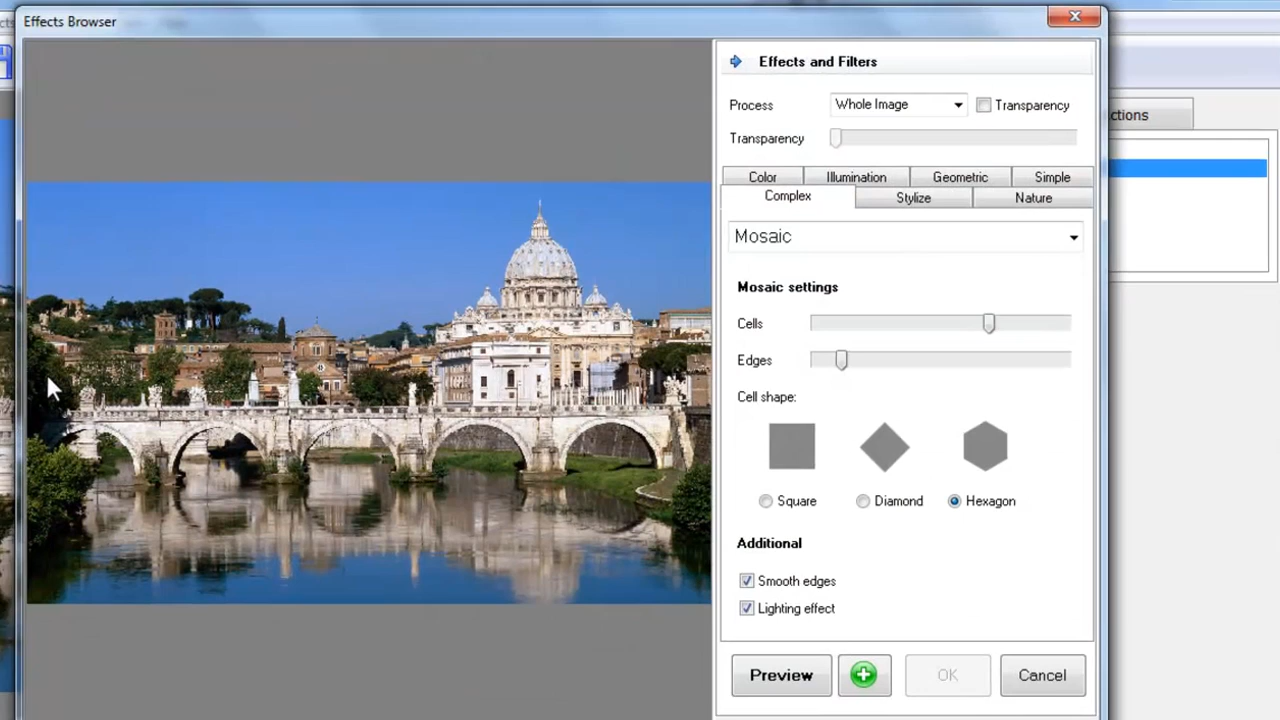 Effects Browser
Effects and Filters
Process Whole Image Transparency
Transparency
Color Illumination Geometric Simple
Complex Stylize Nature
Mosaic
Mosaic settings
Cells
Edges
Cell shape:
Square Diamond Hexagon
Additional
Smooth edges
Lighting effect
Preview OK Cancel